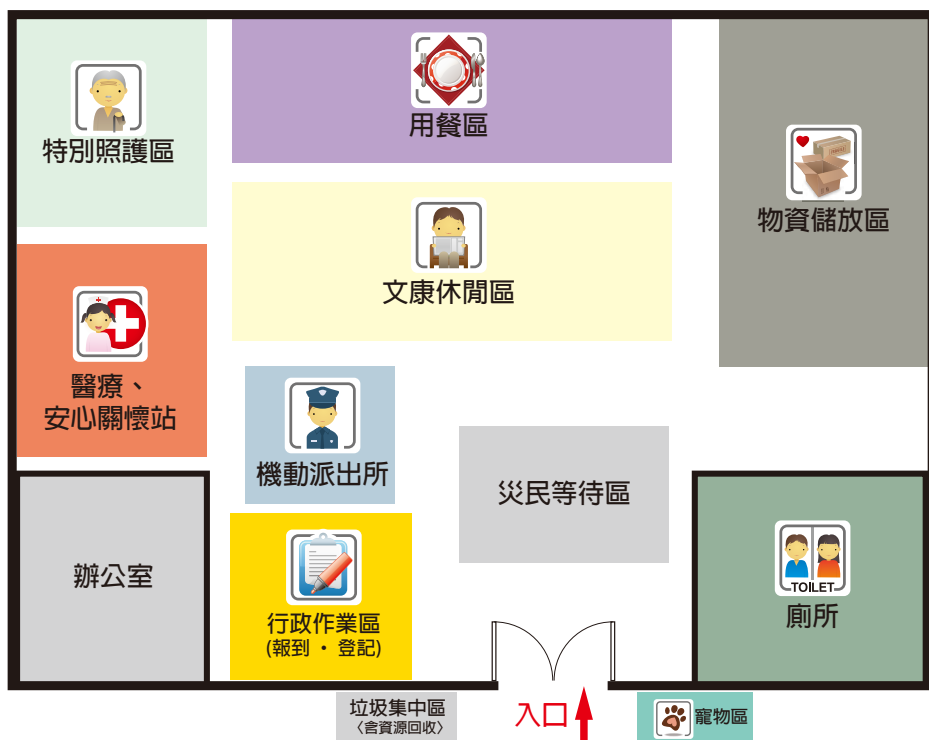 特別照護區
用餐區
物資儲放區
文康休閒區
醫療、
安心關懷站
機動派出所
災民等待區
辦公室
行政作業區
(報到 · 登記)
TOILET
廁所
垃圾集中區
〈含資源回收〉
入口
寵物區